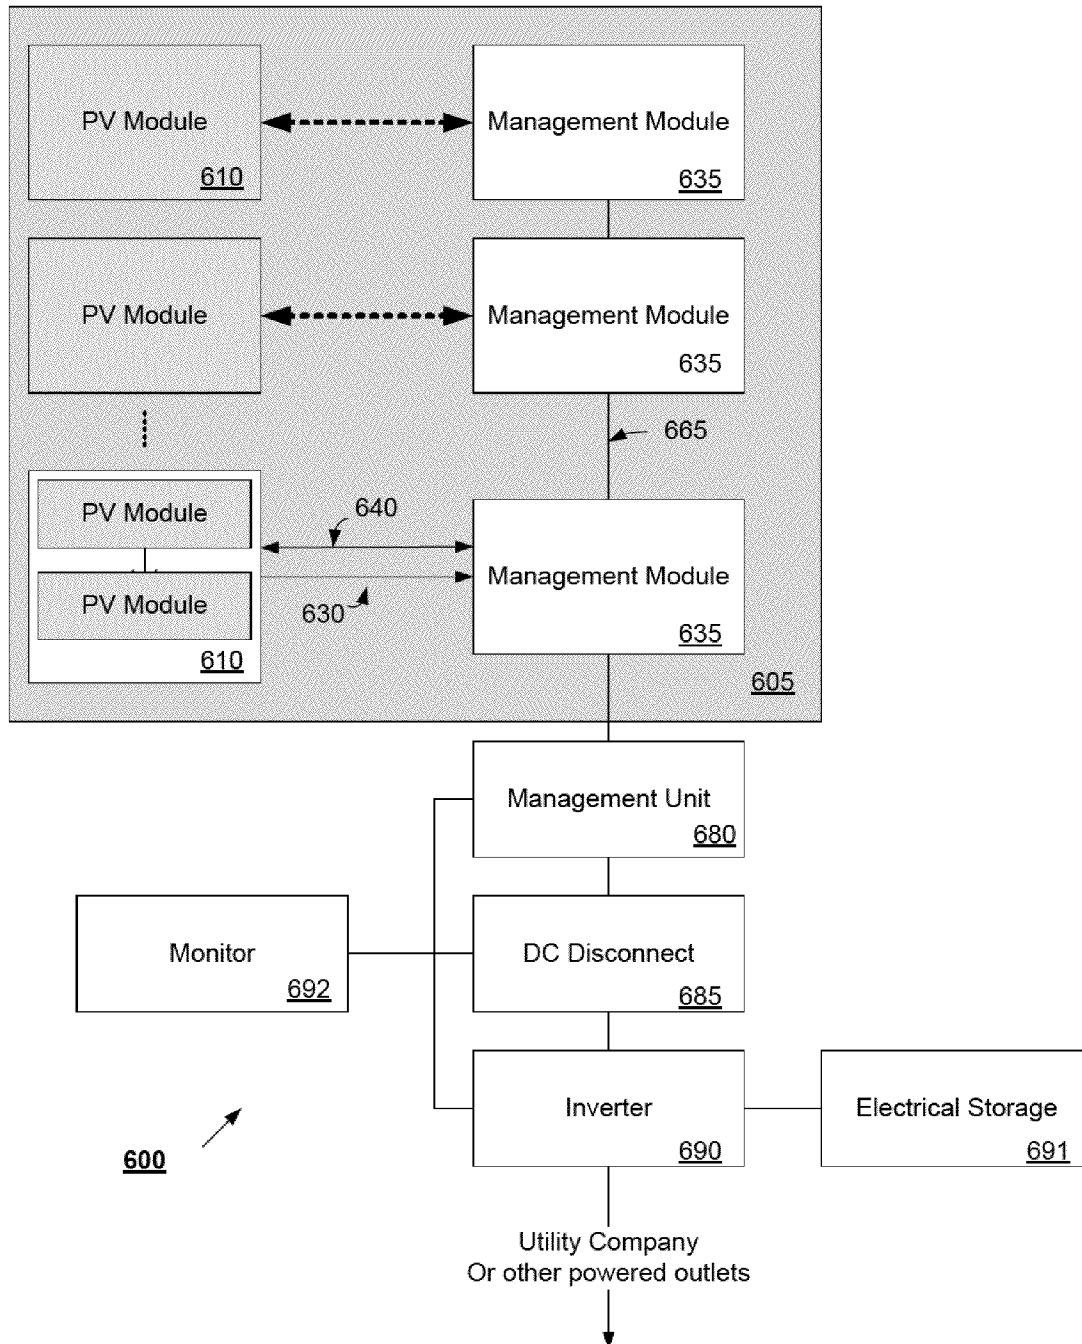 PV Module
610
Management Module
635
PV Module
Management Module
635
665
PV Module
PV Module
610
640
630
Management Module
635
605
Management Unit
680
Monitor
692
DC Disconnect
685
Inverter
690
Electrical Storage
691
600
Utility Company
Or other powered outlets